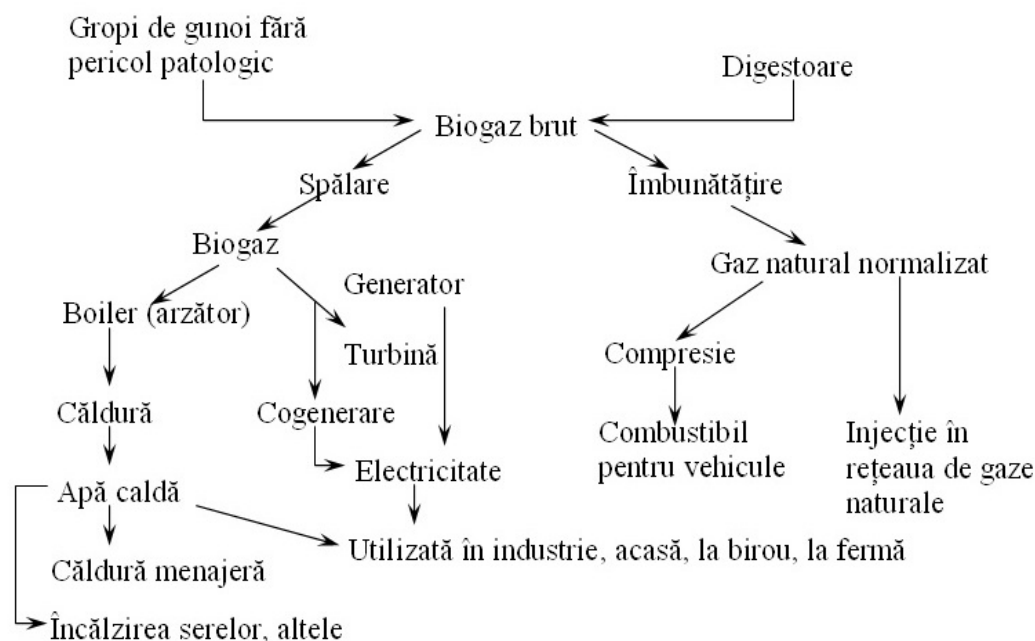 Gropi de gunoi fără
pericol patologic
Digestoare
Biogaz brut
Spălare
Îmbunătățire
Biogaz
Gaz natural normalizat
Generator
Boiler (arzător)
Turbină
Compresie
Căldură
Cogenerare
Combustibil
pentru vehicule
Injecție în
rețeaua de gaze
naturale
Electricitate
Apă caldă
Utilizată în industrie, acasă, la birou, la fermă
Căldură menajeră
Încălzirea serelor, altele